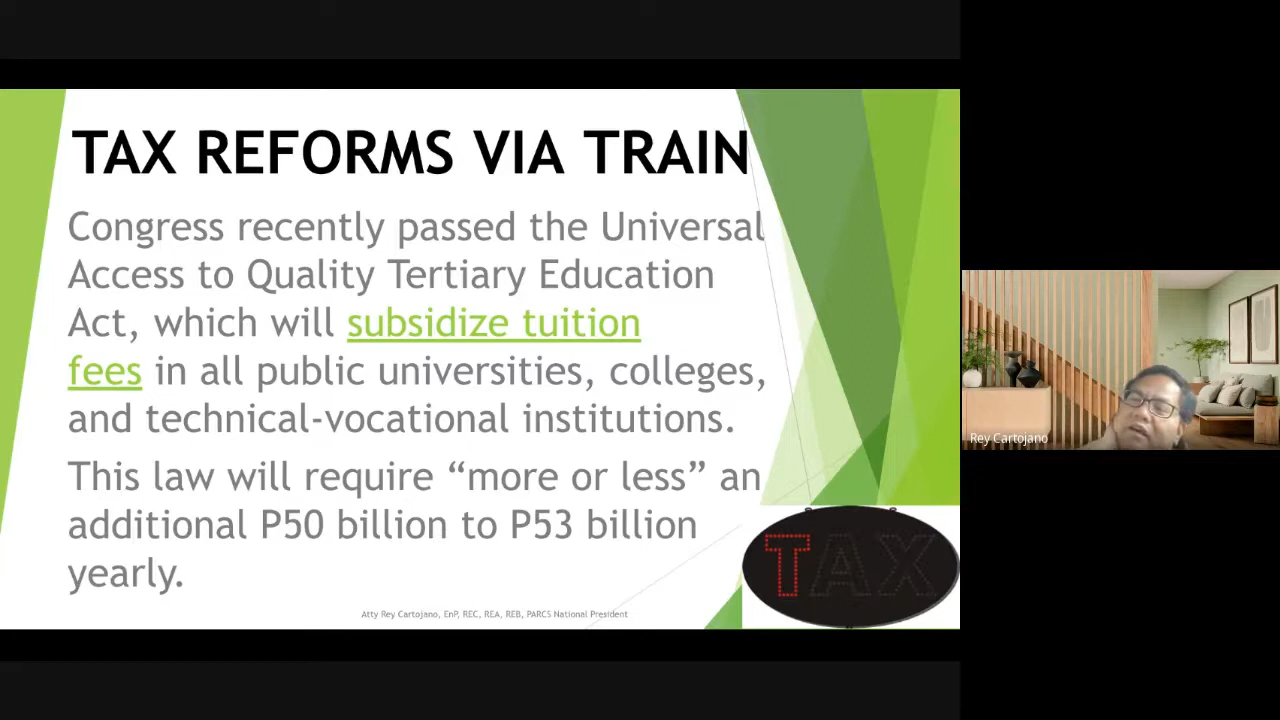 TAX REFORMS VIA TRAIN
Congress recently passed the Universal
Access to Quality Tertiary Education
Act, which will subsidize tuition
fees in all public universities, colleges,
and technical-vocational institutions.
This law will require “more or less” an
additional P50 billion to P53 billion
yearly.
TAX
Atty Rey Cartojano, EnP, REC, REA, REB, PARCS National President
Rey Cartojano